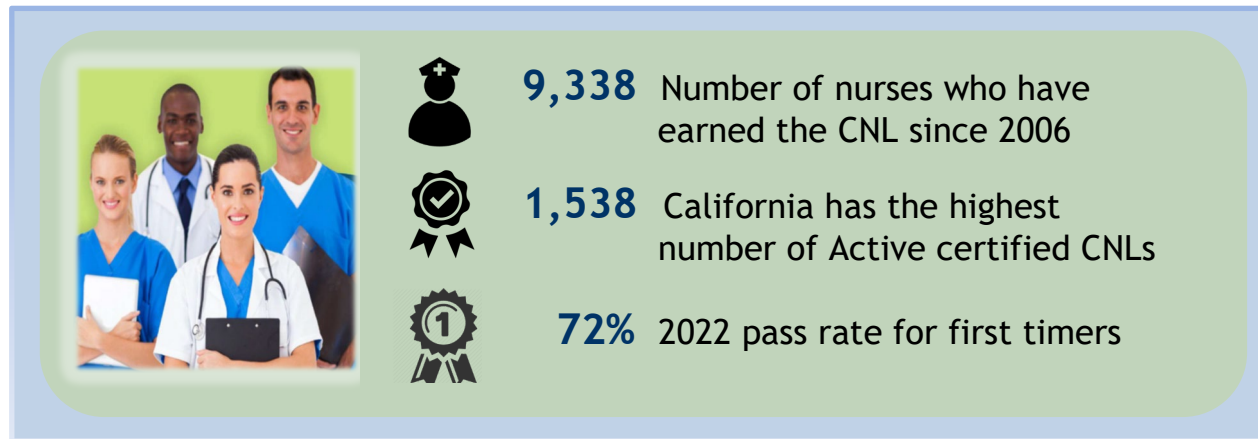 9,338 Number of nurses who have
earned the CNL since 2006
1,538 California has the highest
number of Active certified CNLs
1
72% 2022 pass rate for first timers